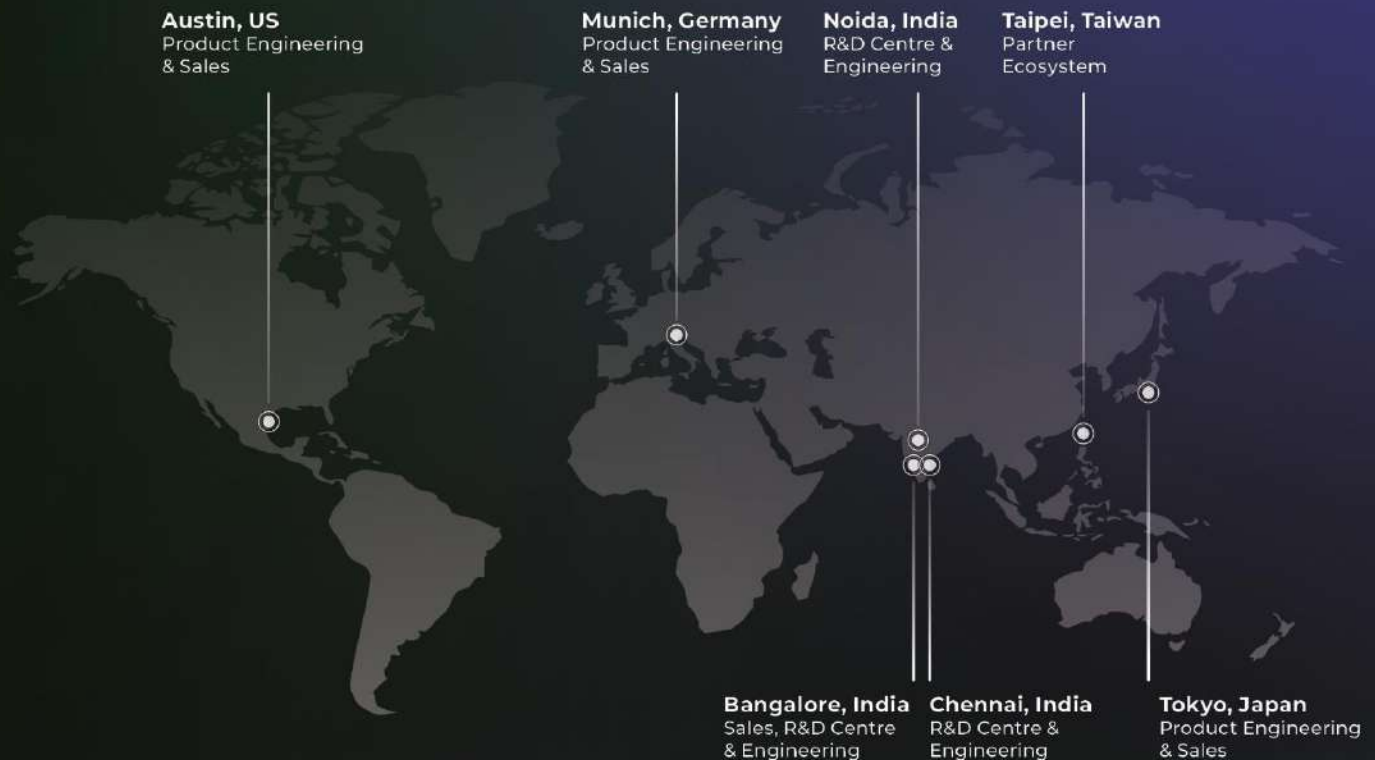 Austin, US
Product Engineering
& Sales
Munich, Germany
Product Engineering
& Sales
Noida, India
R&D Centre &
Engineering
Taipei, Taiwan
Partner
Ecosystem
Bangalore, India
Sales, R&D Centre
& Engineering
Chennai, India
R&D Centre &
Engineering
Tokyo, Japan
Product Engineering
& Sales